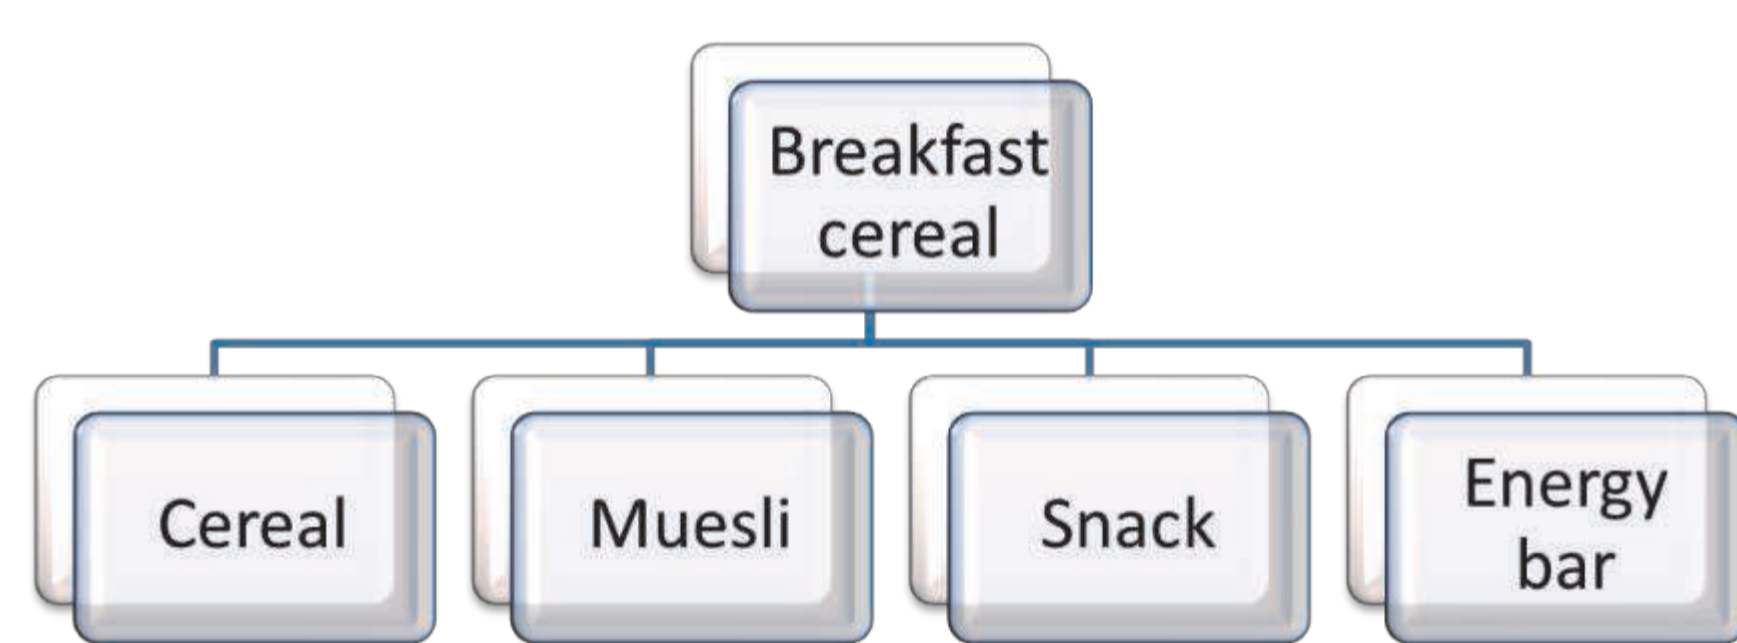 Breakfast
cereal
Cereal
Muesli
Snack
Energy
bar